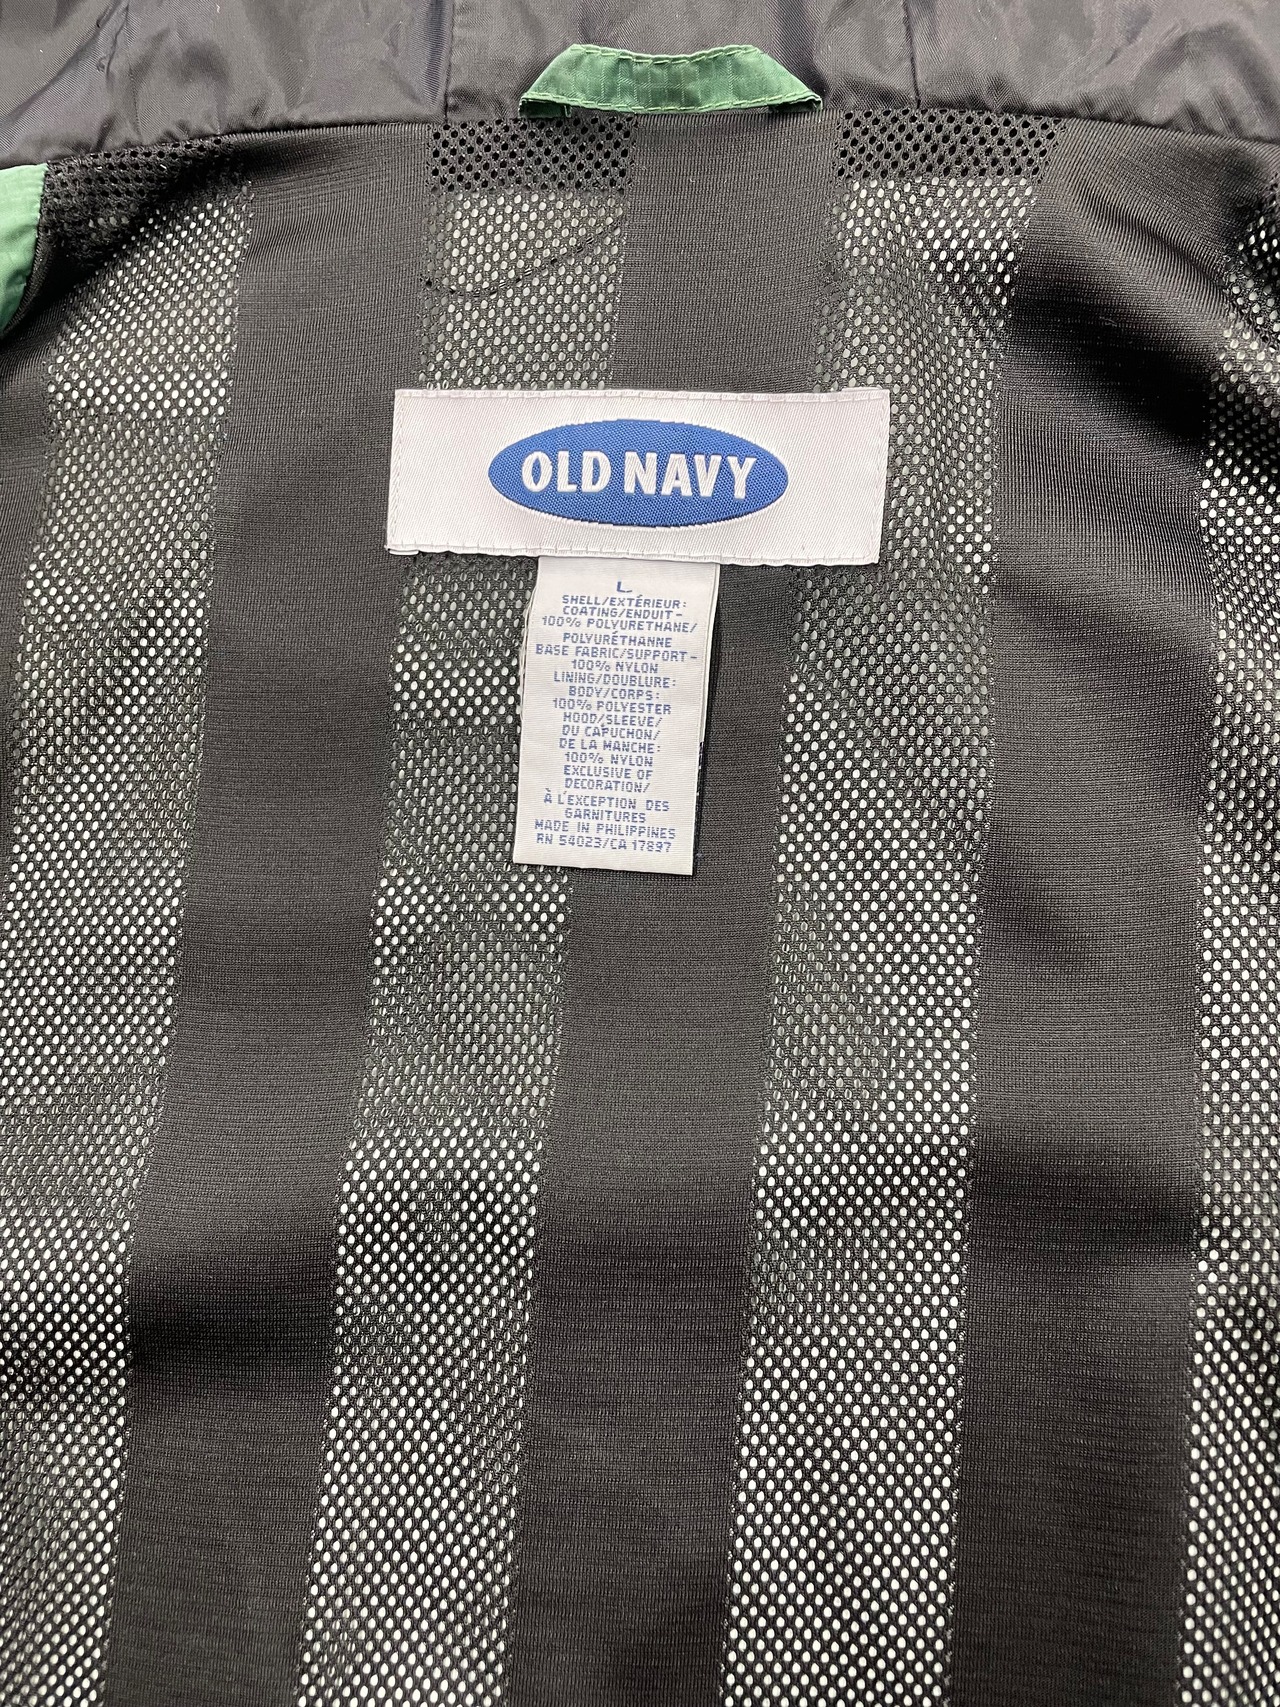 OLD NAVY
L
SHELL/EXTÉRIEUR:
COATING/ENDUIT-
100% POLYURETHANE/
POLYURÉTHANNE
BASE FABRIC/SUPPORT-
100% NYLON
LINING/DOUBLURE:
BODY/CORPS:
100% POLYESTER
HOOD/SLEEVE/
DU CAPUCHON/
DE LA MANCHE:
100% NYLON
EXCLUSIVE OF
DECORATION/
À L'EXCEPTION DES
GARNITURES
MADE IN PHILIPPINES
RN 54023/CA 17897